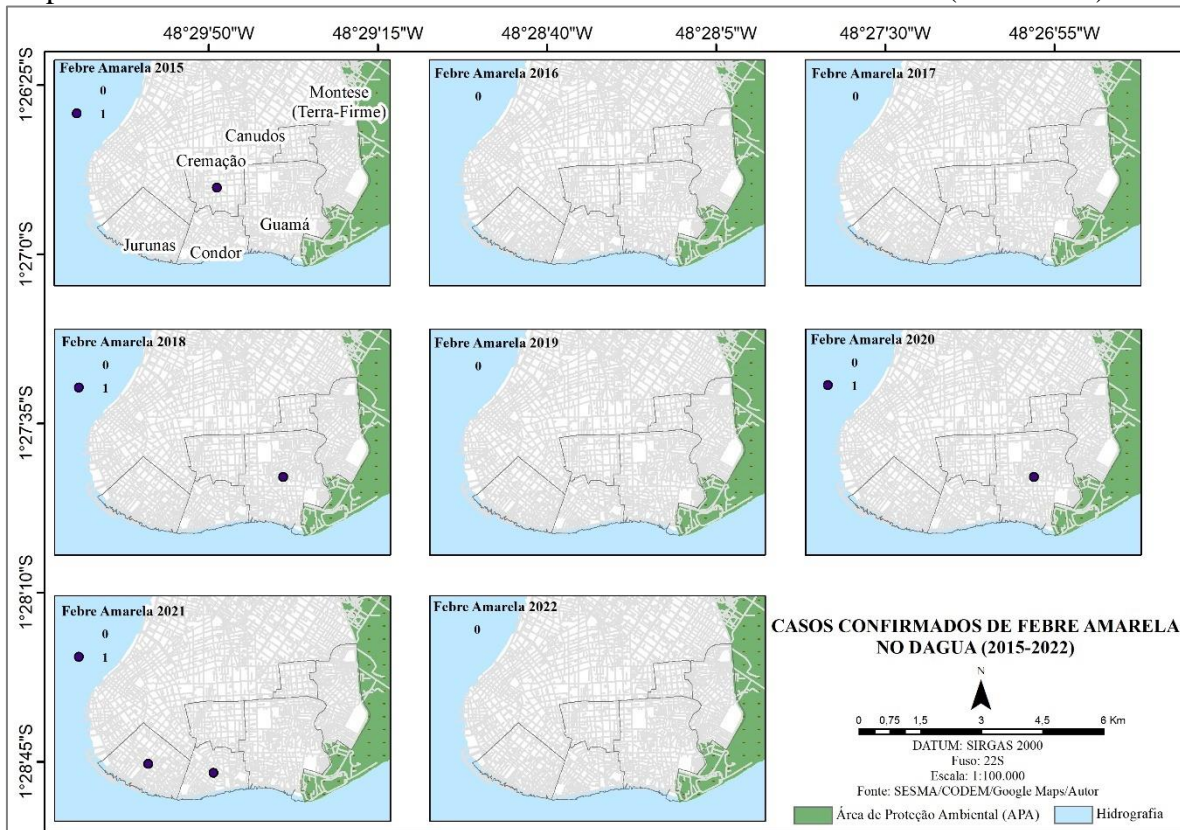 48°29'50"W 48°29'15"W 48°28'40"W 48°28'5"W 48°27'30"W 48°26'55"W
1°26'25"S
1°27'0"S
1°27'35"S
1°28'10"S
1°28'45"S
Febre Amarela 2015
0
1
Montese
(Terra-Firme)
Canudos
Cremação
Guamá
Jurunas
Condor
Febre Amarela 2016
0
Febre Amarela 2017
0
Febre Amarela 2018
0
1
Febre Amarela 2019
0
Febre Amarela 2020
0
1
Febre Amarela 2021
0
1
Febre Amarela 2022
0
CASOS CONFIRMADOS DE FEBRE AMARELA
NO DAGUA (2015-2022)
N
0 0,75 1,5 3 4,5 6 Km
DATUM: SIRGAS 2000
Fuso: 22S
Escala: 1:100.000
Fonte: SESMA/CODEM/Google Maps/Autor
Área de Proteção Ambiental (APA) Hidrografia